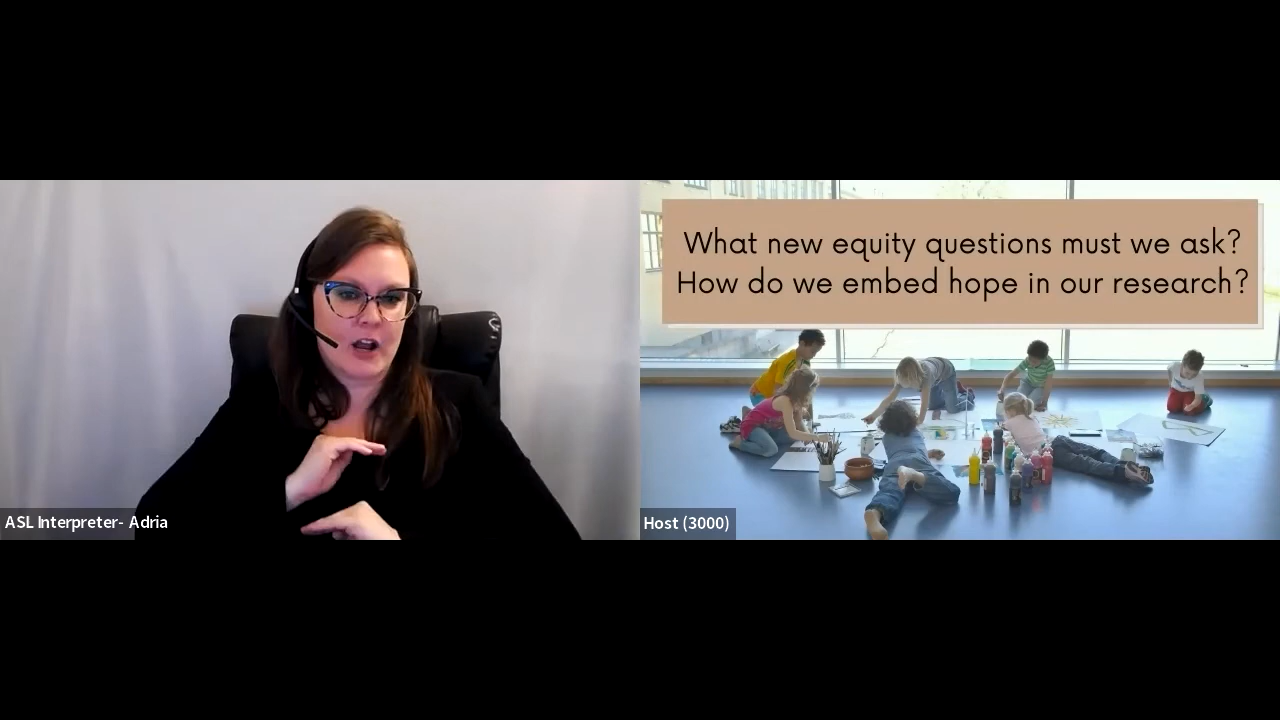 What new equity questions must we ask?
How do we embed hope in our research?
ASL Interpreter- Adria
Host (3000)